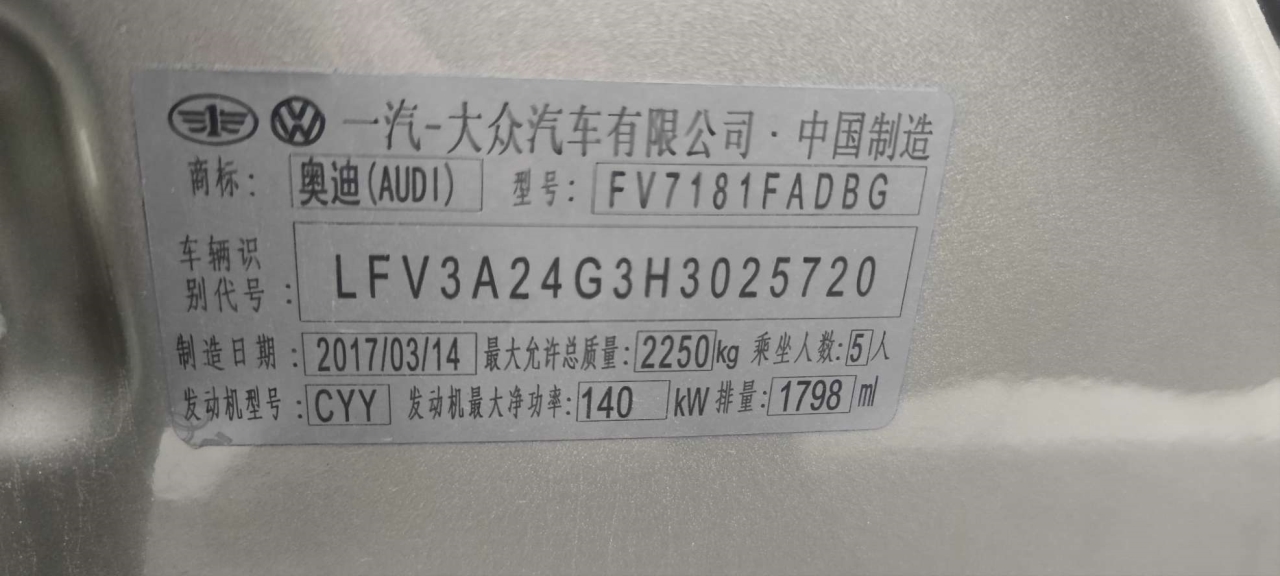 一汽-大众汽车有限公司·中国制造
商标: 奥迪(AUDI) 型号: FV7181FADBG
车辆识
别代号: LFV3A24G3H3025720
制造日期: 2017/03/14 最大允许总质量: 2250kg 乘坐人数: 5人
发动机型号: CYY 发动机最大净功率: 140 kW 排量: 1798 ml